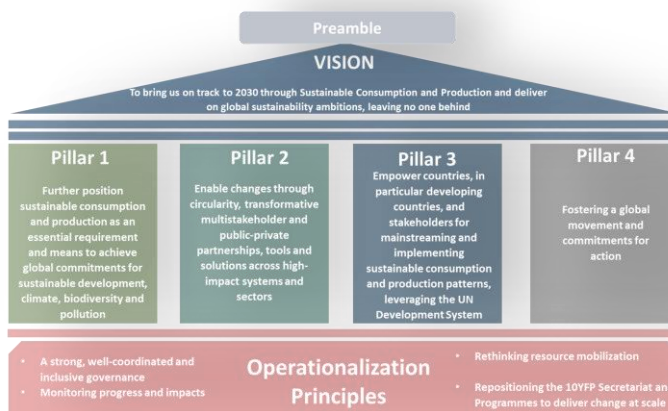 Preamble
VISION
To bring us on track to 2030 through Sustainable Consumption and Production and deliver
on global sustainability ambitions, leaving no one behind
Pillar 1
Further position
sustainable consumption
and production as an
essential requirement
and means to achieve
global commitments for
sustainable development,
climate, biodiversity and
pollution
Pillar 2
Enable changes through
circularity, transformative
multistakeholder and
public-private
partnerships, tools and
solutions across high-
impact systems and
sectors
Pillar 3
Empower countries, in
particular developing
countries, and
stakeholders for
mainstreaming and
implementing
sustainable consumption
and production patterns,
leveraging the UN
Development System
Pillar 4
Fostering a global
movement and
commitments for
action
• A strong, well-coordinated and
inclusive governance
• Monitoring progress and impacts
Operationalization
Principles
• Rethinking resource mobilization
• Repositioning the 10YFP Secretariat an
Programmes to deliver change at scale